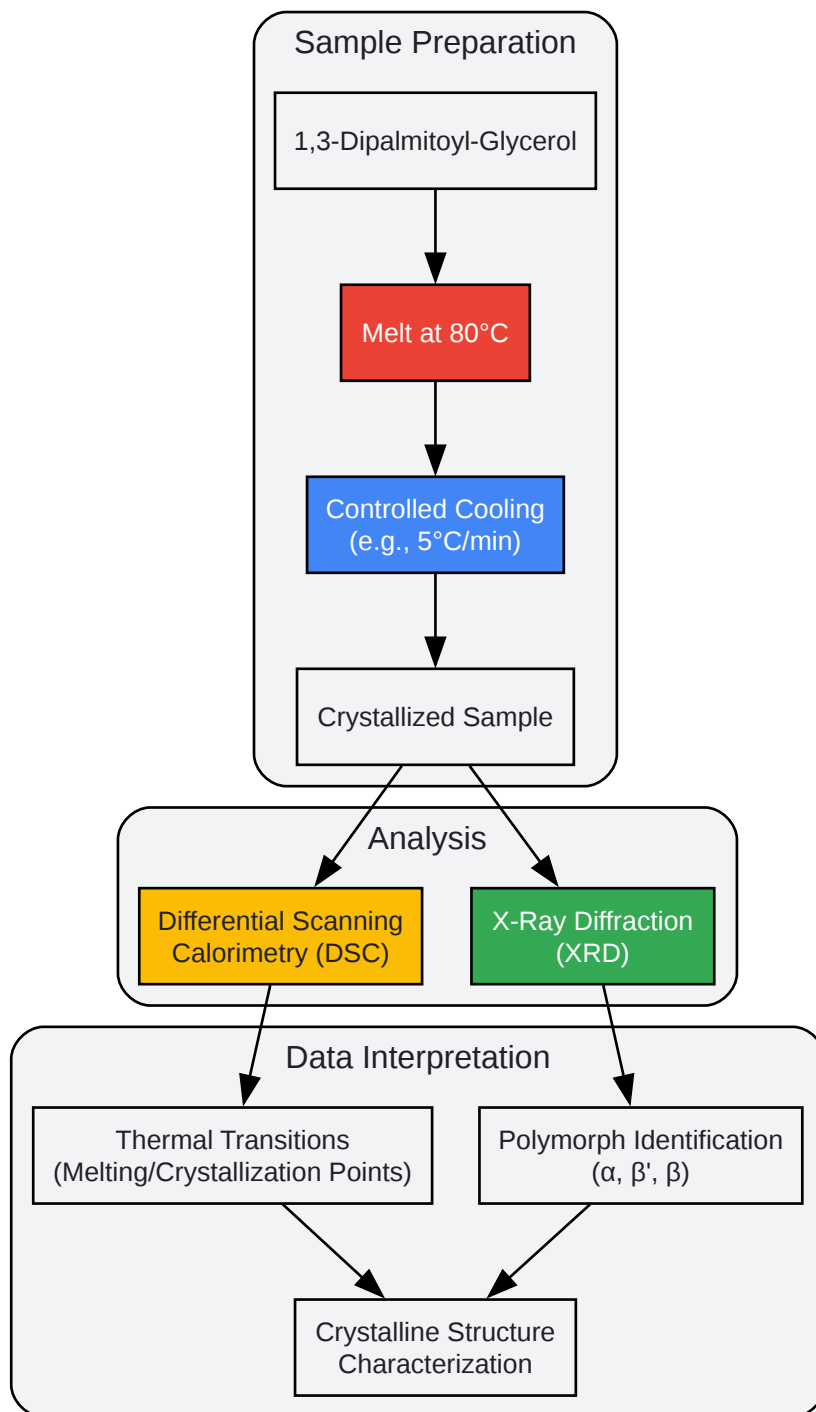 Sample Preparation
1,3-Dipalmitoyl-Glycerol
Melt at 80°C
Controlled Cooling
(e.g., 5°C/min)
Crystallized Sample
Analysis
Differential Scanning
Calorimetry (DSC)
X-Ray Diffraction
(XRD)
Data Interpretation
Thermal Transitions
(Melting/Crystallization Points)
Polymorph Identification
(α, β', β)
Crystalline Structure
Characterization